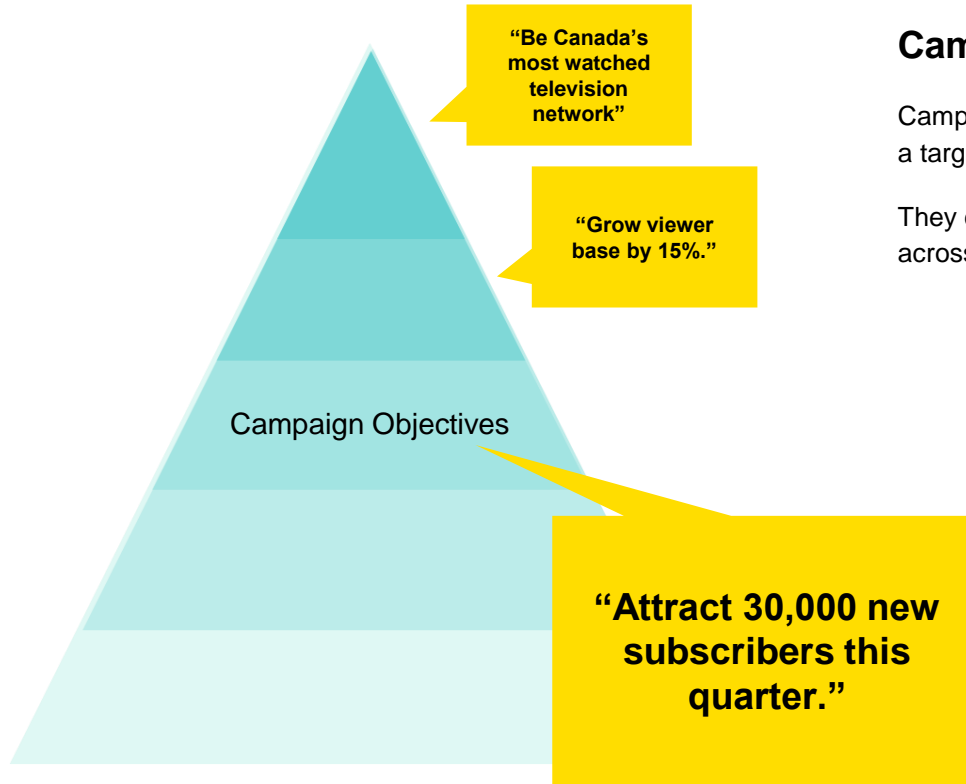 “Be Canada’s
most watched
television
network”
“Grow viewer
base by 15%.”
Campaign Objectives
“Attract 30,000 new
subscribers this
quarter.”
Cam
Camp
a targ
They
across